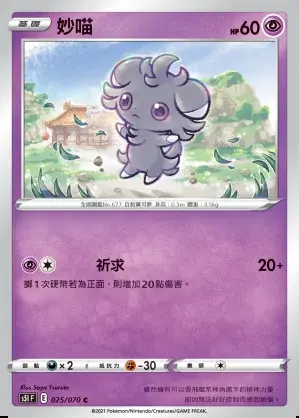 基礎 妙喵 HP60
全國圖鑑No.677 自制寶可夢 身高：0.3m 體重：3.5kg
祈求 20+
擲1次硬幣若為正面，則增加20點傷害。
弱點 ×2 抵抗力 -30 撤退
Illus. Saya Tsuruta
s5I F E 025/070 C
©2021 Pokémon/Nintendo/Creatures/GAME FREAK.